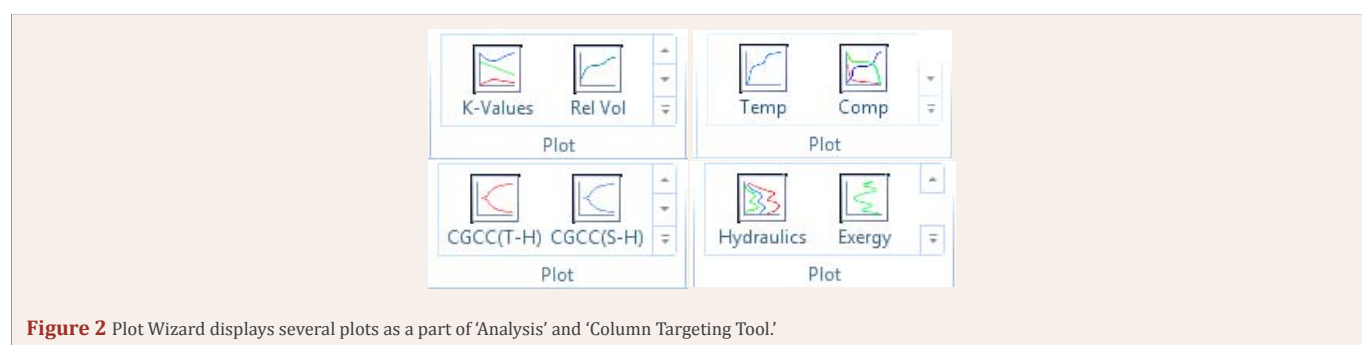 K-Values Rel Vol
Plot
Temp Comp
Plot
CGCC(T-H) CGCC(S-H)
Plot
Hydraulics Exergy
Plot
Figure 2 Plot Wizard displays several plots as a part of ‘Analysis’ and ‘Column Targeting Tool.’